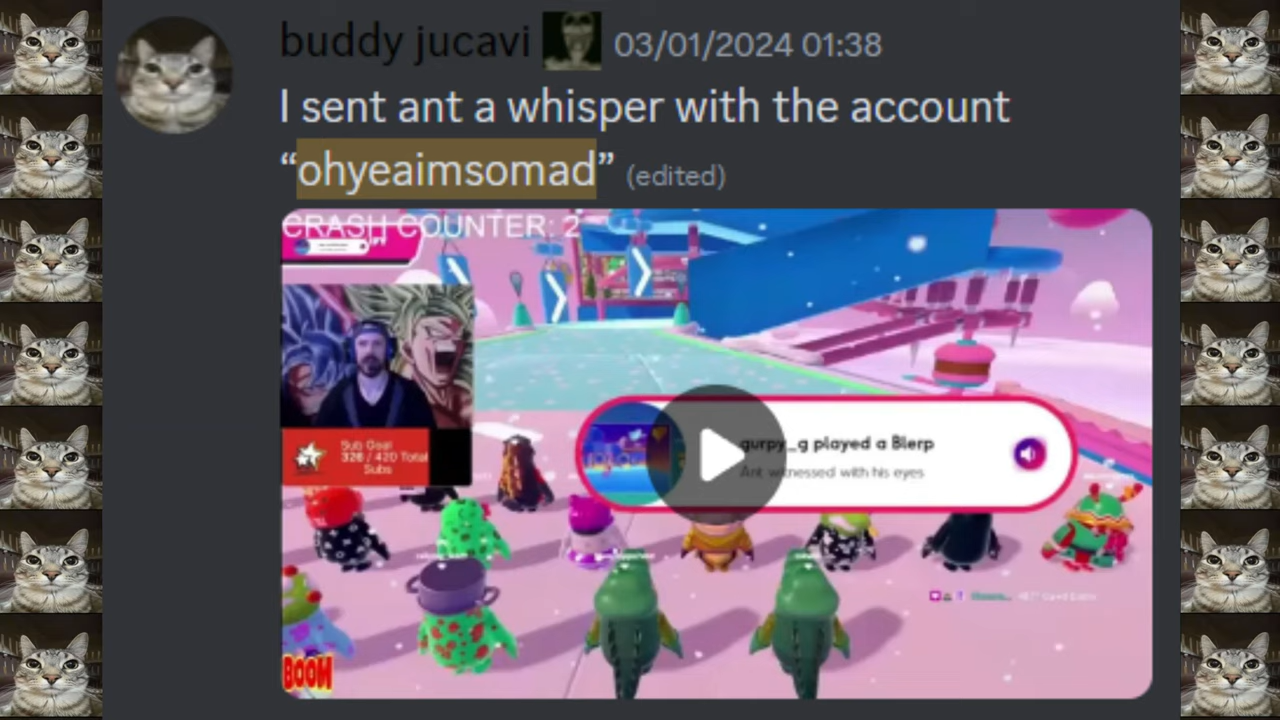 buddy jucavi 03/01/2024 01:38
I sent ant a whisper with the account
“ohyeaimsomad” (edited)
CRASH COUNTER: 2
Sub Goal
326 / 420 Total
Subs
gurpy_g played a Blerp
Ant witnessed with his eyes
BOOM